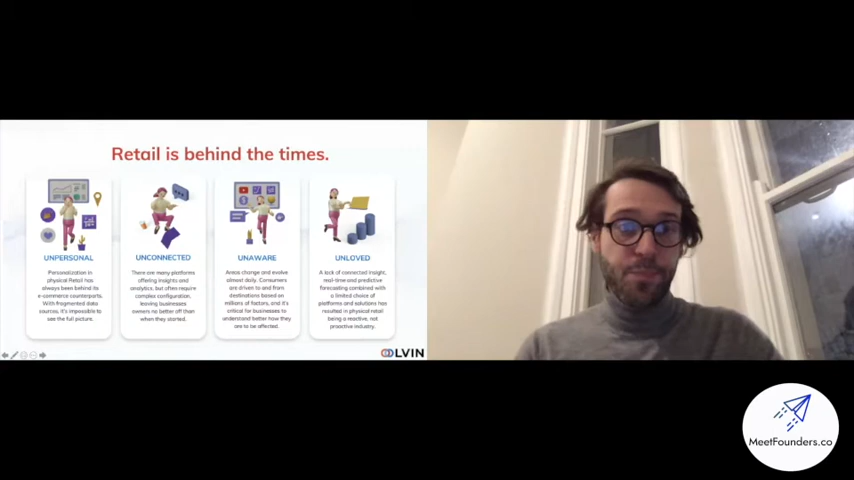 Retail is behind the times.
UNPERSONAL
Personalization in
physical Retail has
always been behind its
e-commerce counterparts.
With fragmented data
sources, it's impossible to
see the full picture.
UNCONNECTED
There are many platforms
offering insights and
analytics, but often require
complex configuration,
leaving businesses
owners no better off than
when they started.
UNAWARE
Areas change and evolve
almost daily. Consumers
are driven to and from
destinations based on
millions of factors, and it's
critical for businesses to
understand better how they
are to be affected.
UNLOVED
A lack of connected insight,
real-time and predictive
forecasting combined with
a limited choice of
platforms and solutions has
resulted in physical retail
being a reactive, not
proactive industry.
OLVIN
MeetFounders.co